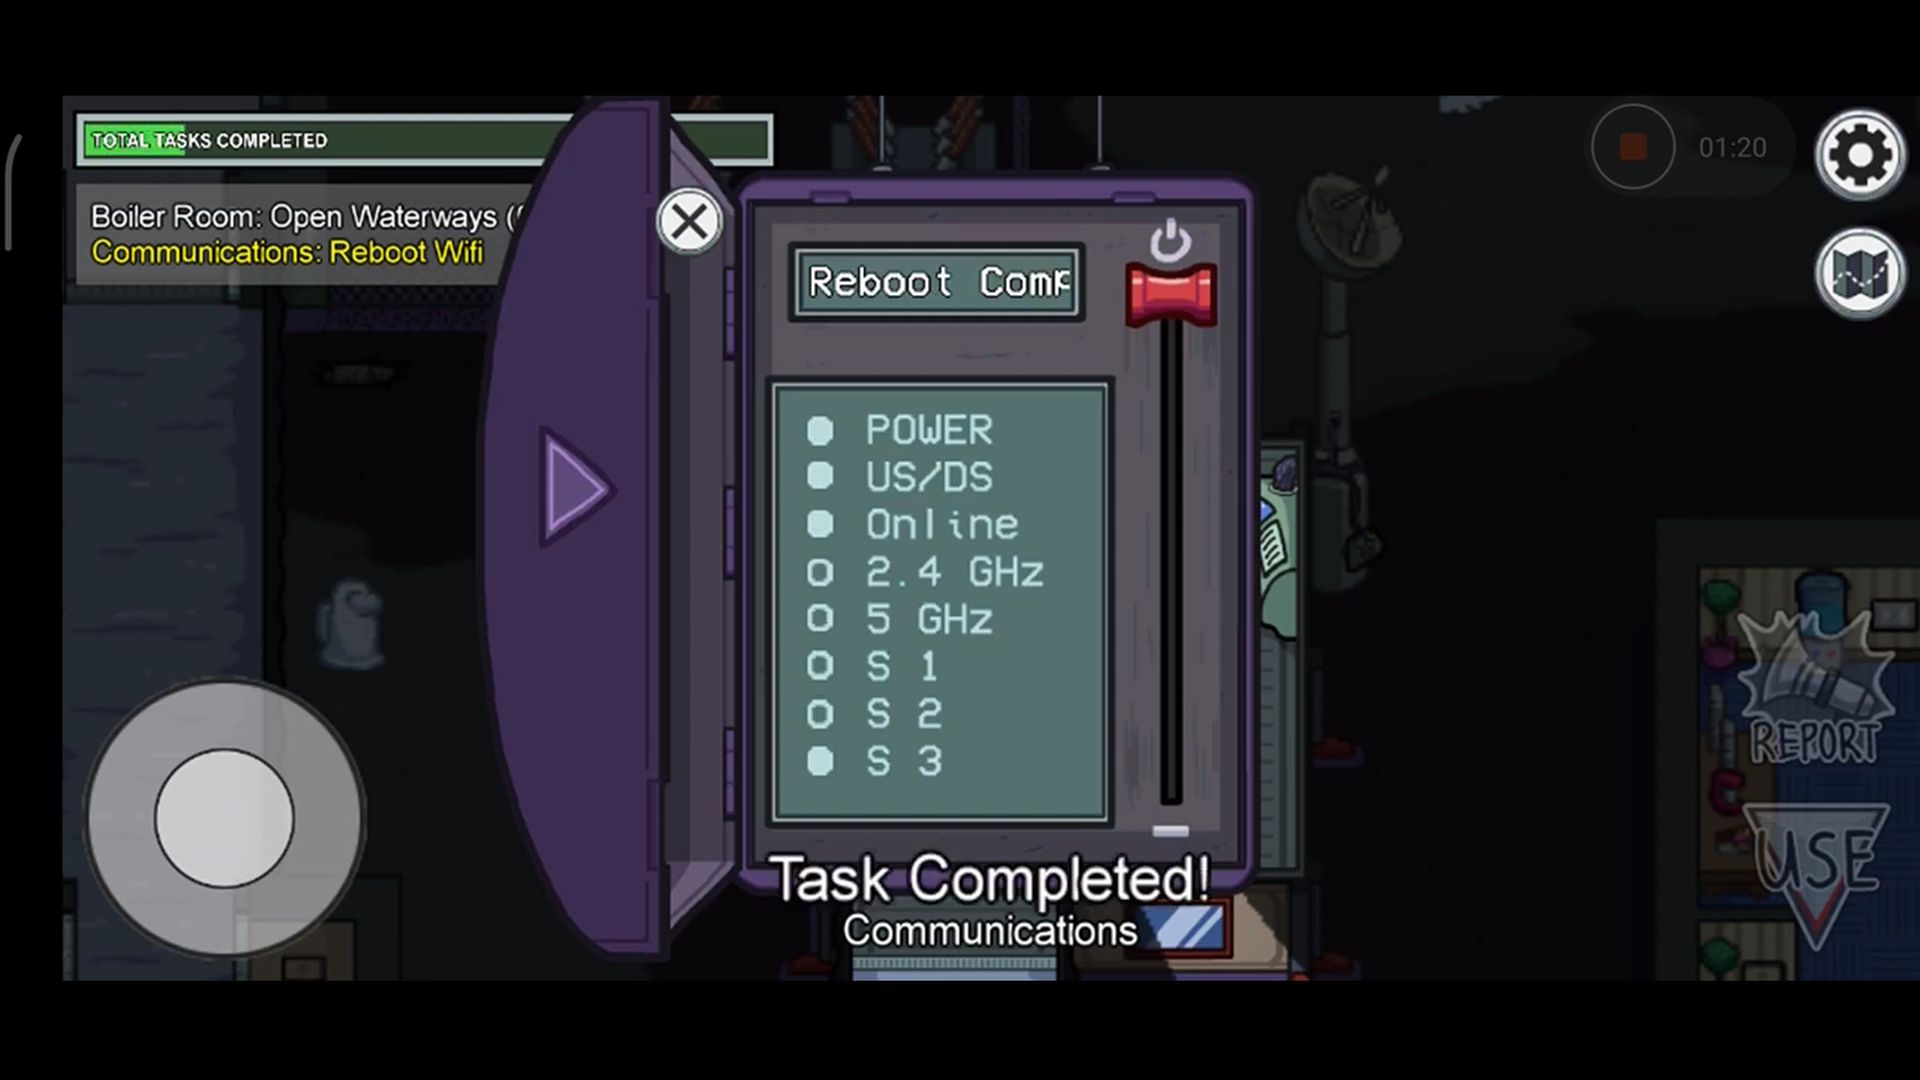 TOTAL TASKS COMPLETED
01:20
Boiler Room: Open Waterways (
Communications: Reboot Wifi
Reboot Comp
POWER
US/DS
Online
2.4 GHz
5 GHz
S 1
S 2
S 3
REPORT
USE
Task Completed!
Communications